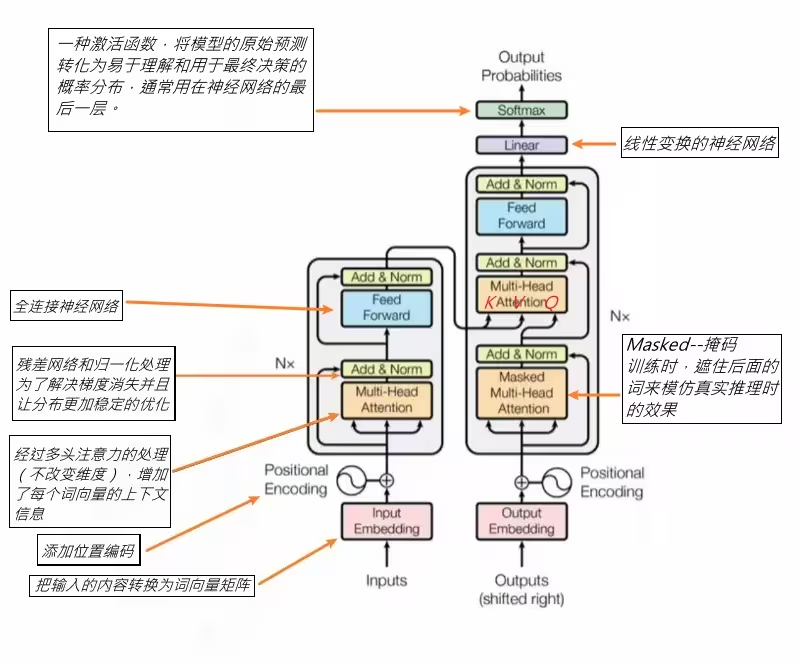 一种激活函数，将模型的原始预测
转化为易于理解和用于最终决策的
概率分布，通常用在神经网络的最
后一层。
Output
Probabilities
Softmax
Linear
线性变换的神经网络
Add & Norm
Feed
Forward
Add & Norm
Multi-Head
Attention
K V Q
Nx
Add & Norm
Masked
Multi-Head
Attention
Masked--掩码
训练时，遮住后面的
词来模仿真实推理时
的效果
Add & Norm
Feed
Forward
全连接神经网络
Nx
Add & Norm
Multi-Head
Attention
残差网络和归一化处理
为了解决梯度消失并且
让分布更加稳定的优化
经过多头注意力的处理
（不改变维度），增加
了每个词向量的上下文
信息
Positional
Encoding
Positional
Encoding
添加位置编码
Input
Embedding
Output
Embedding
把输入的内容转换为词向量矩阵
Inputs
Outputs
(shifted right)